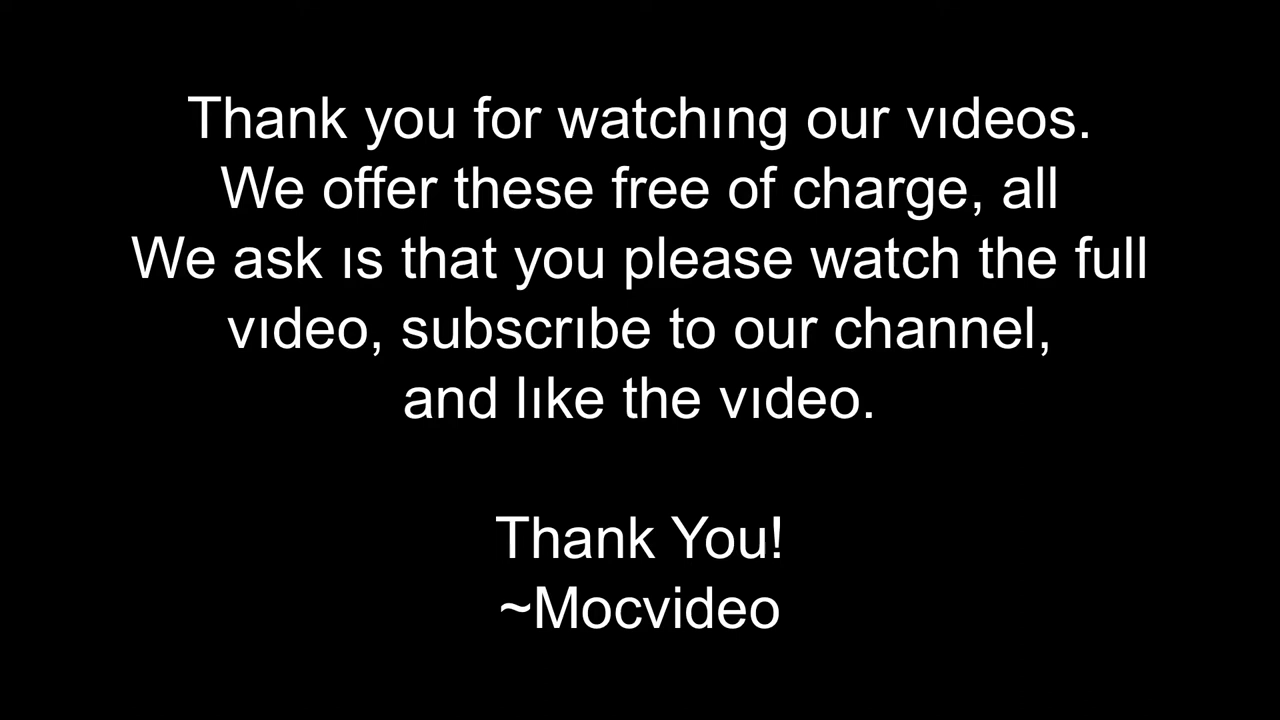 Thank you for watchıng our vıdeos.
We offer these free of charge, all
We ask ıs that you please watch the full
vıdeo, subscrıbe to our channel,
and lıke the vıdeo.
Thank You!
~Mocvideo